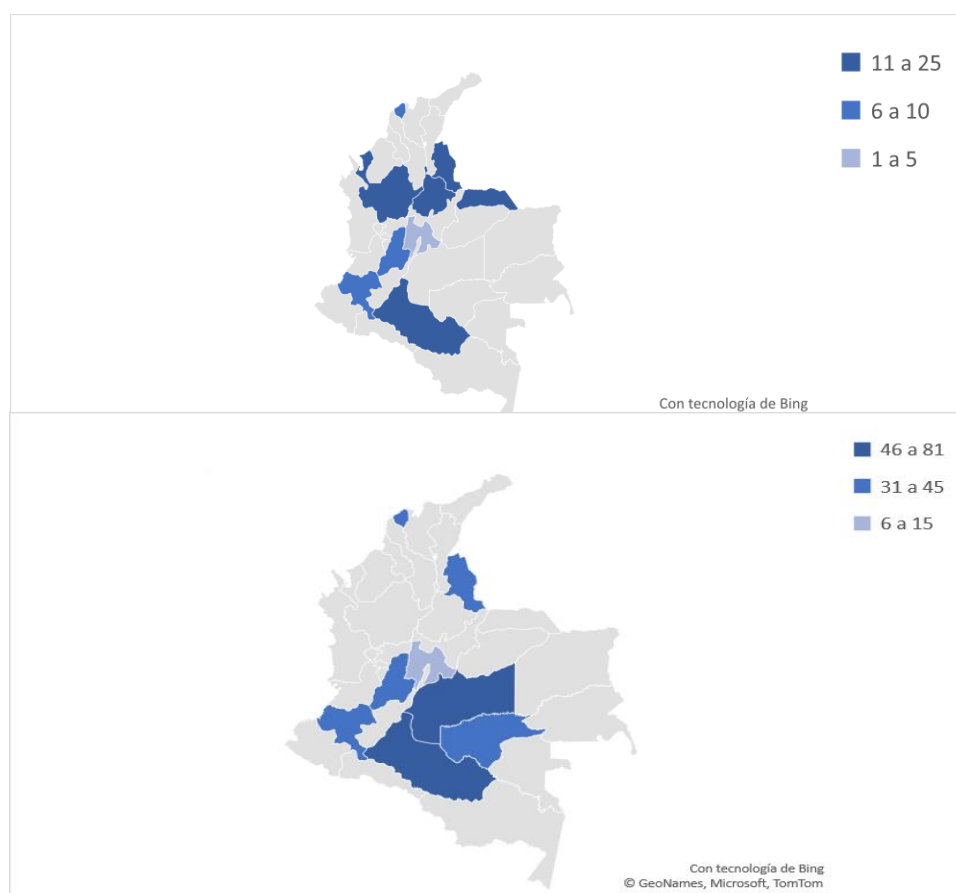 11 a 25
6 a 10
1 a 5
Con tecnología de Bing
46 a 81
31 a 45
6 a 15
Con tecnología de Bing
© GeoNames, Microsoft, TomTom